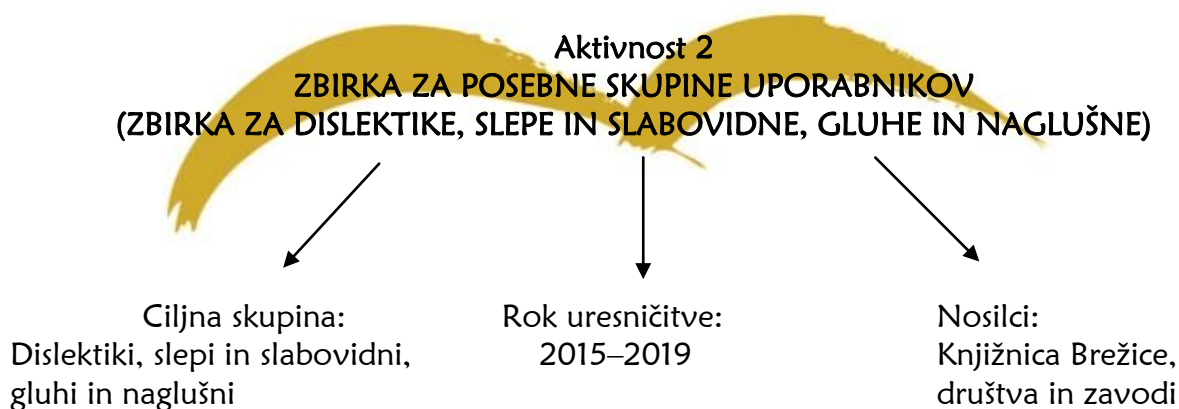 Aktivnost 2
ZBIRKA ZA POSEBNE SKUPINE UPORABNIKOV
(ZBIRKA ZA DISLEKTIKE, SLEPE IN SLABOVIDNE, GLUHE IN NAGLUŠNE)
Ciljna skupina:
Dislektiki, slepi in slabovidni,
gluhi in naglušni
Rok uresničitve:
2015–2019
Nosilci:
Knjižnica Brežice,
društva in zavodi